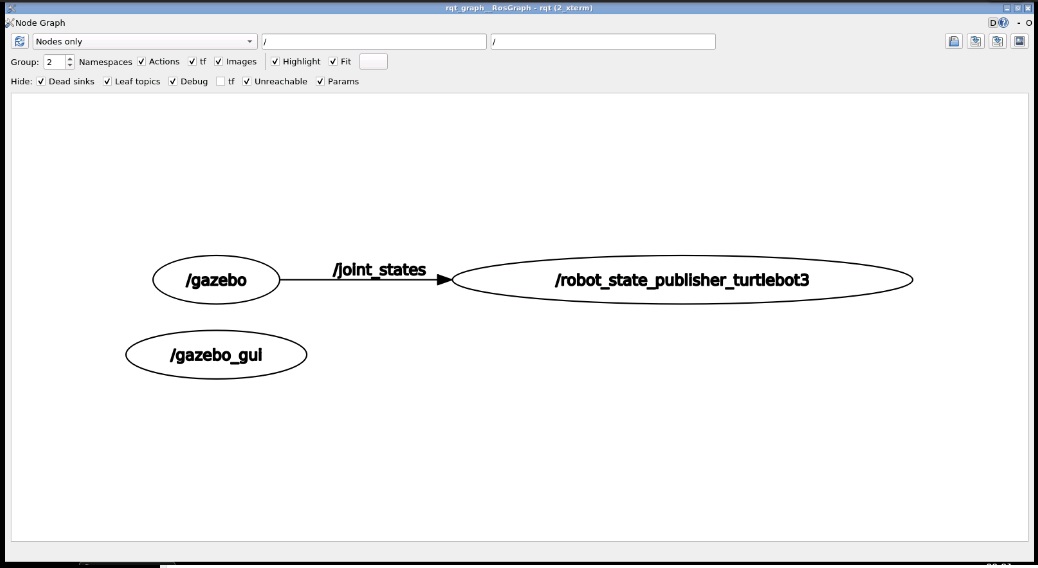 rqt_graph__RosGraph - rqt (2_xterm)
Node Graph D - O
Nodes only / /
Group: 2 Namespaces Actions tf Images Highlight Fit
Hide: Dead sinks Leaf topics Debug tf Unreachable Params
/joint_states
/gazebo /robot_state_publisher_turtlebot3
/gazebo_gui